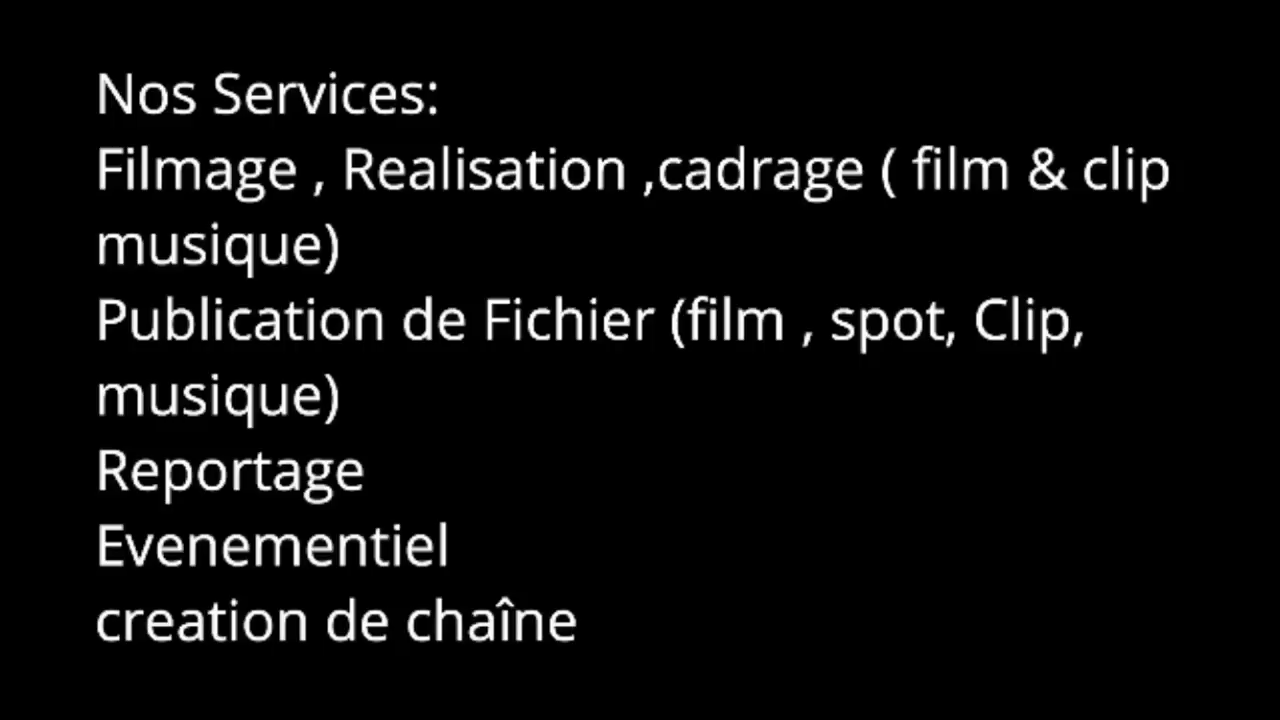 Nos Services:
Filmage , Realisation ,cadrage ( film & clip
musique)
Publication de Fichier (film , spot, Clip,
musique)
Reportage
Evenementiel
creation de chaîne